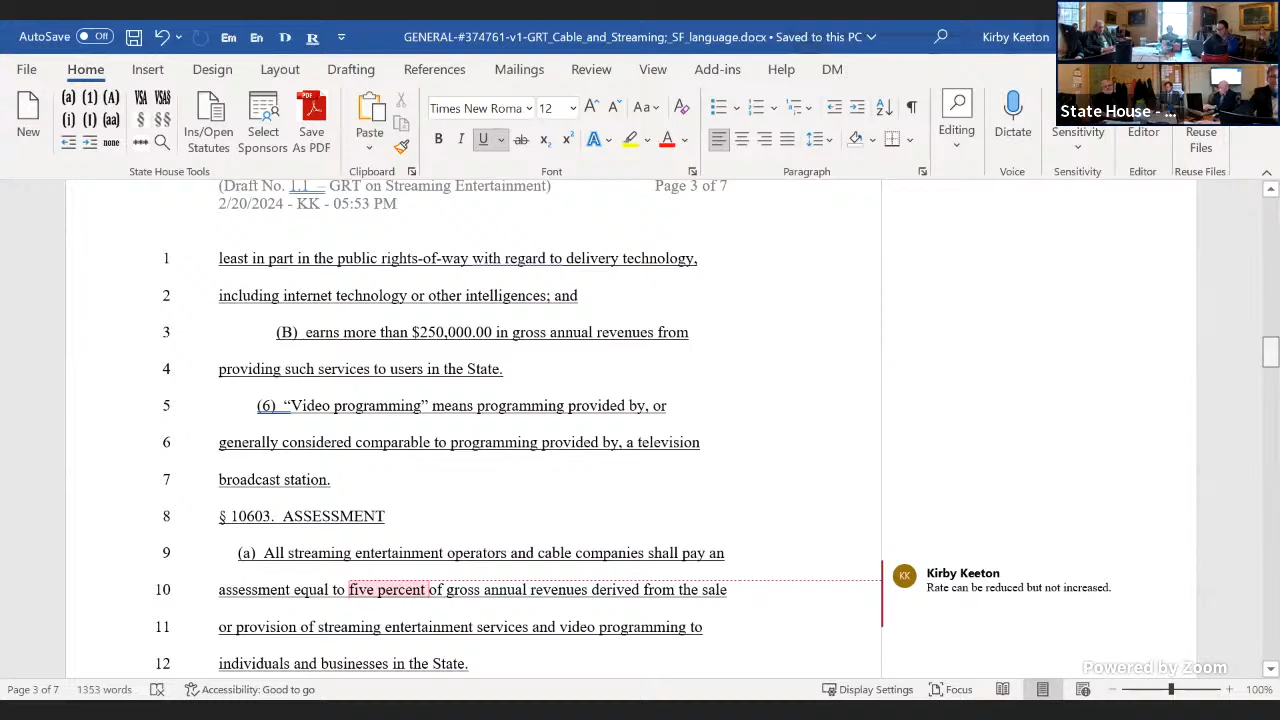 AutoSave Off Em En D R GENERAL-#374761-v1-GRT_Cable_and_Streaming;_SF_language.docx • Saved to this PC Kirby Keeton
File Home Insert Design Layout Drafting References Mailings Review View Add-ins Help DM
State House - ...
New (a) (1) (A) VSA VSA§ (i) (I) (aa) § §§ none Ins/Open Statutes Select Sponsors PDF Save As PDF Paste Times New Roma 12 Aa B I U ab x₂ x² A A Editing Dictate Sensitivity Editor Reuse Files
State House Tools Clipboard Font Paragraph Voice Sensitivity Editor Reuse Files
(Draft No. 1.1 – GRT on Streaming Entertainment) Page 3 of 7
2/20/2024 - KK - 05:53 PM
1 least in part in the public rights-of-way with regard to delivery technology,
2 including internet technology or other intelligences; and
3 (B) earns more than $250,000.00 in gross annual revenues from
4 providing such services to users in the State.
5 (6) “Video programming” means programming provided by, or
6 generally considered comparable to programming provided by, a television
7 broadcast station.
8 § 10603. ASSESSMENT
9 (a) All streaming entertainment operators and cable companies shall pay an
10 assessment equal to five percent of gross annual revenues derived from the sale
11 or provision of streaming entertainment services and video programming to
12 individuals and businesses in the State.
KK Kirby Keeton
Rate can be reduced but not increased.
Powered by Zoom
Page 3 of 7 1353 words Accessibility: Good to go Display Settings Focus 100%